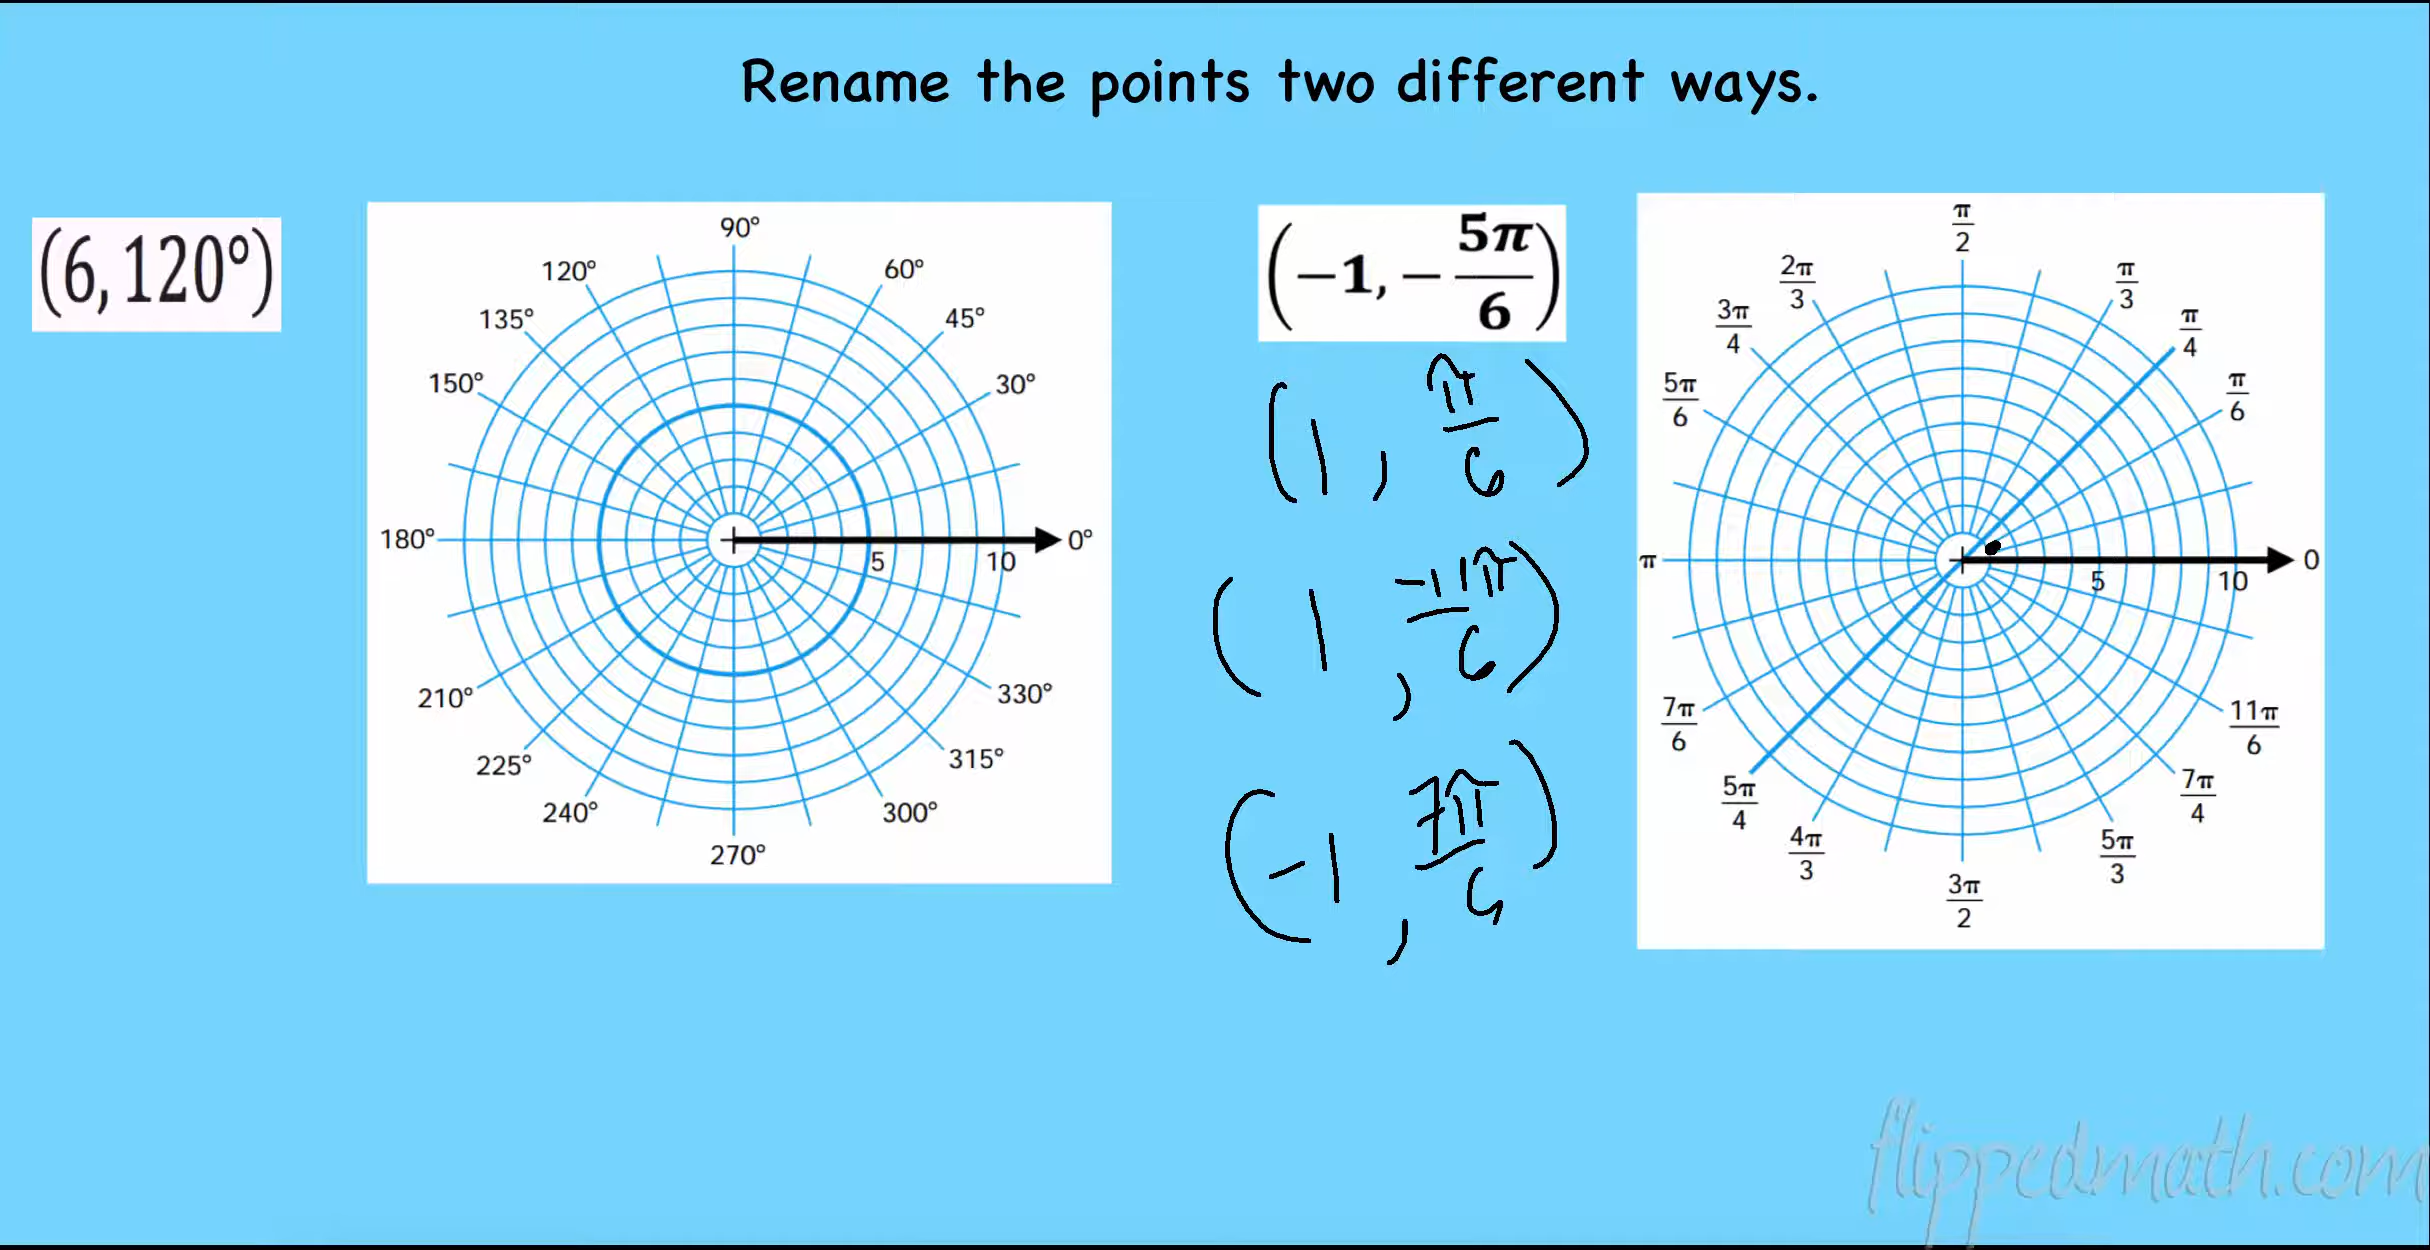 Rename the points two different ways.
(6, 120°)
90°
120°
60°
135°
45°
150°
30°
180°
0°
5
10
210°
330°
225°
315°
240°
300°
270°
(−1, −5π/6)
(1, π/6)
(1, -11π/6)
(-1, 7π/6)
π/2
2π/3
π/3
3π/4
π/4
5π/6
π/6
π
0
5
10
7π/6
11π/6
5π/4
7π/4
4π/3
5π/3
3π/2
flippedmath.com